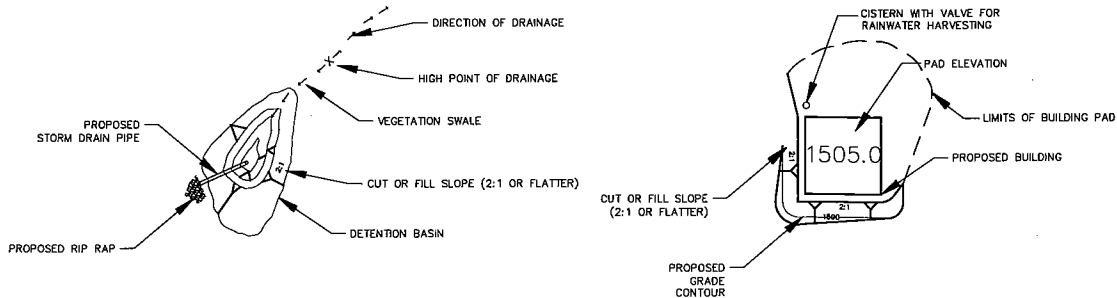 DIRECTION OF DRAINAGE
HIGH POINT OF DRAINAGE
VEGETATION SWALE
PROPOSED
STORM DRAIN PIPE
2:1
CUT OR FILL SLOPE (2:1 OR FLATTER)
DETENTION BASIN
PROPOSED RIP RAP
CISTERN WITH VALVE FOR
RAINWATER HARVESTING
PAD ELEVATION
LIMITS OF BUILDING PAD
1505.0
2:1
PROPOSED BUILDING
CUT OR FILL SLOPE
(2:1 OR FLATTER)
2:1
1500
PROPOSED
GRADE
CONTOUR